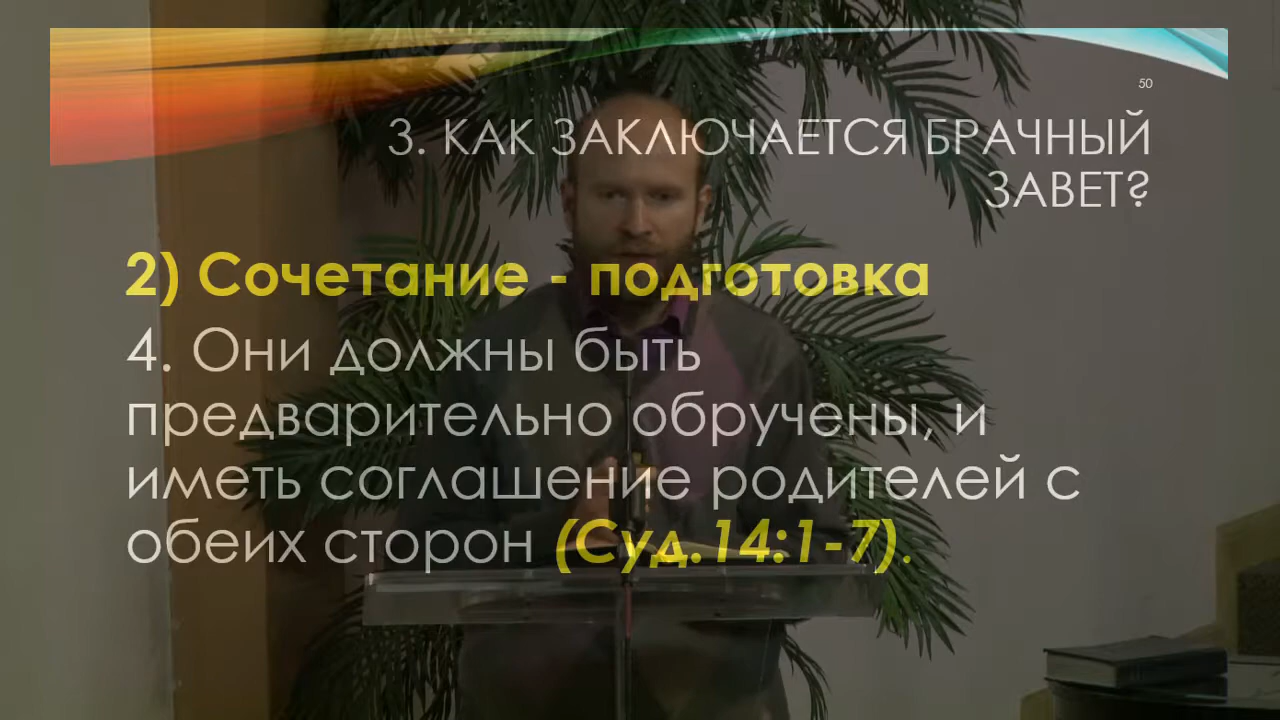 50
3. КАК ЗАКЛЮЧАЕТСЯ БРАЧНЫЙ
ЗАВЕТ?
2) Сочетание - подготовка
4. Они должны быть
предварительно обручены, и
иметь соглашение родителей с
обеих сторон (Суд.14:1-7).